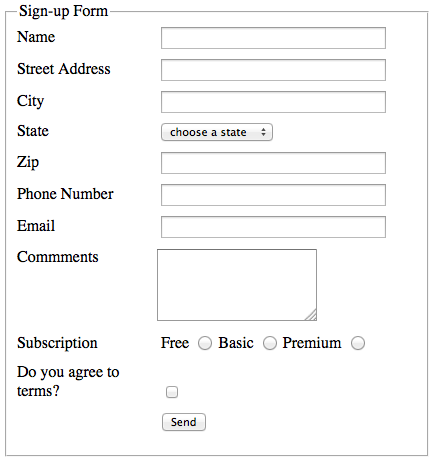 Sign-up Form
Name
Street Address
City
State choose a state
Zip
Phone Number
Email
Commments
Subscription Free Basic Premium
Do you agree to
terms?
Send